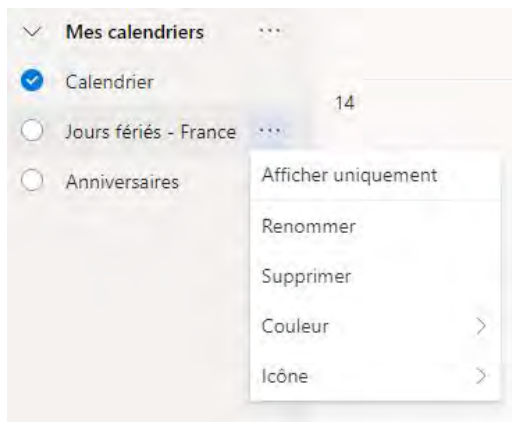 Mes calendriers ...
Calendrier
14
Jours fériés - France ...
Anniversaires
Afficher uniquement
Renommer
Supprimer
Couleur
Icône